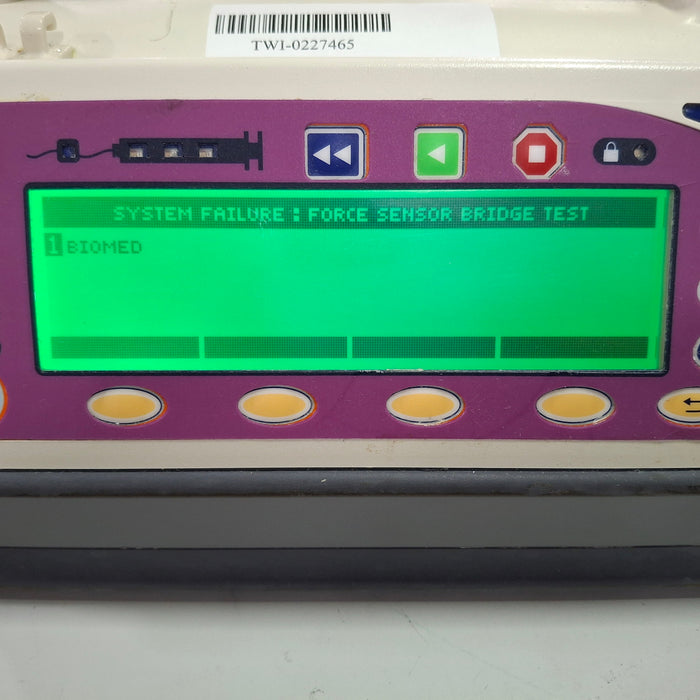 TWI-0227465
SYSTEM FAILURE : FORCE SENSOR BRIDGE TEST
1 BIOMED